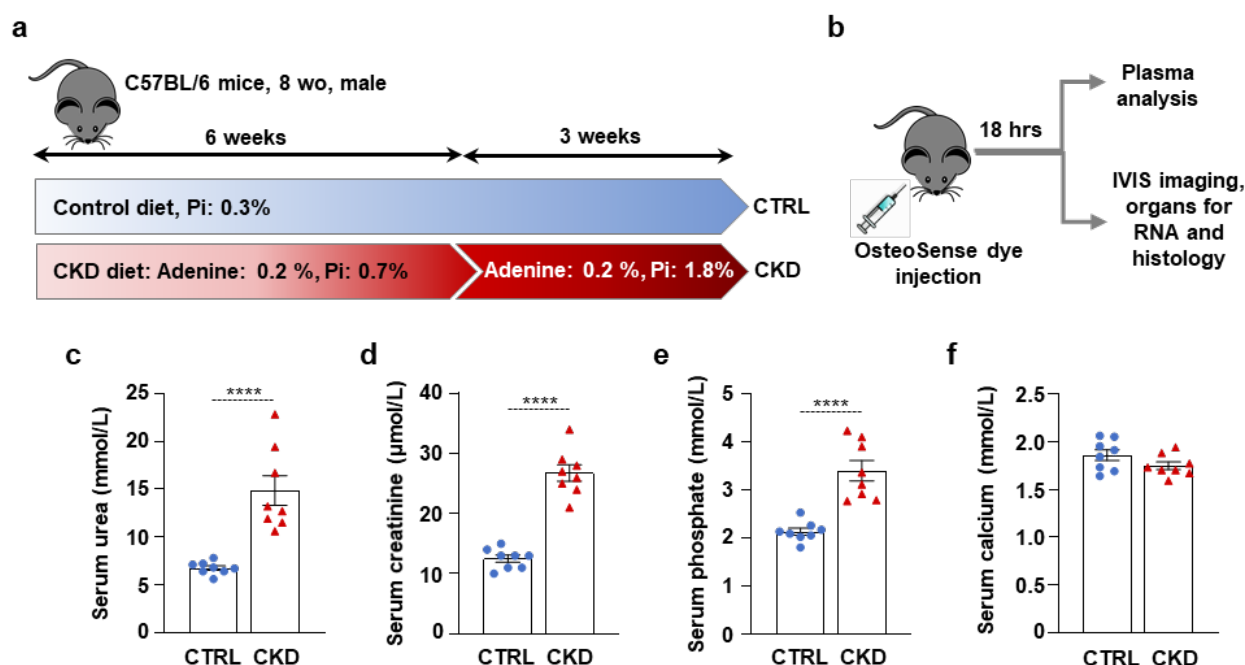 a
C57BL/6 mice, 8 wo, male
6 weeks
3 weeks
Control diet, Pi: 0.3%
CTRL
CKD diet: Adenine: 0.2 %, Pi: 0.7%
Adenine: 0.2 %, Pi: 1.8%
CKD
b
18 hrs
Plasma
analysis
IVIS imaging,
organs for
RNA and
histology
OsteoSense dye
injection
c
Serum urea (mmol/L)
25
20
15
10
5
0
****
CTRL CKD
d
Serum creatinine (µmol/L)
40
30
20
10
0
****
CTRL CKD
e
Serum phosphate (mmol/L)
5
4
3
2
1
0
****
CTRL CKD
f
Serum calcium (mmol/L)
2.5
2.0
1.5
1.0
0.5
0
CTRL CKD